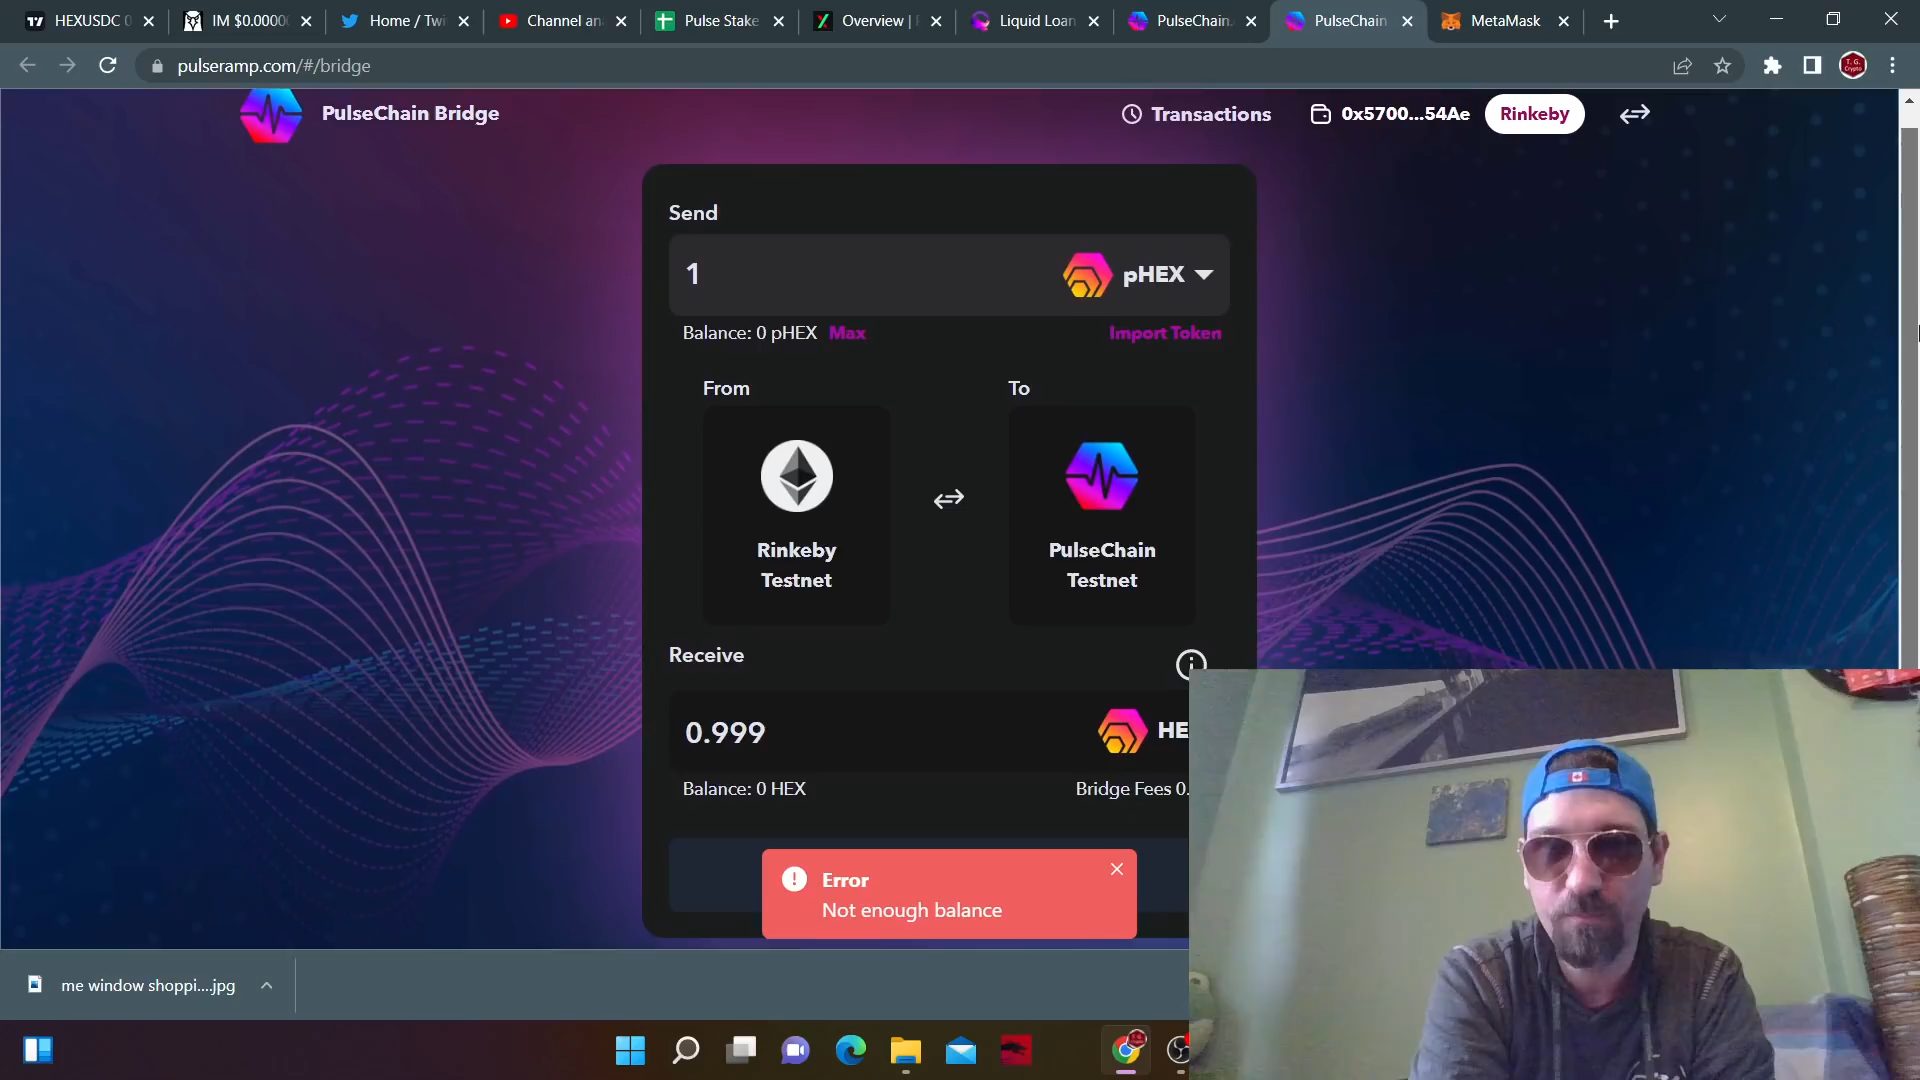 HEXUSDC
IM $0.0000
Home / Twi
Channel an
Pulse Stake
Overview |
Liquid Loan
PulseChain
PulseChain
MetaMask
pulseramp.com/#/bridge
T. G.
Crypto
PulseChain Bridge
Transactions
0x5700...54Ae
Rinkeby
Send
1
pHEX
Balance: 0 pHEX Max
Import Token
From
To
Rinkeby
Testnet
PulseChain
Testnet
Receive
0.999
HE
Balance: 0 HEX
Bridge Fees 0.
Error
Not enough balance
me window shoppi....jpg